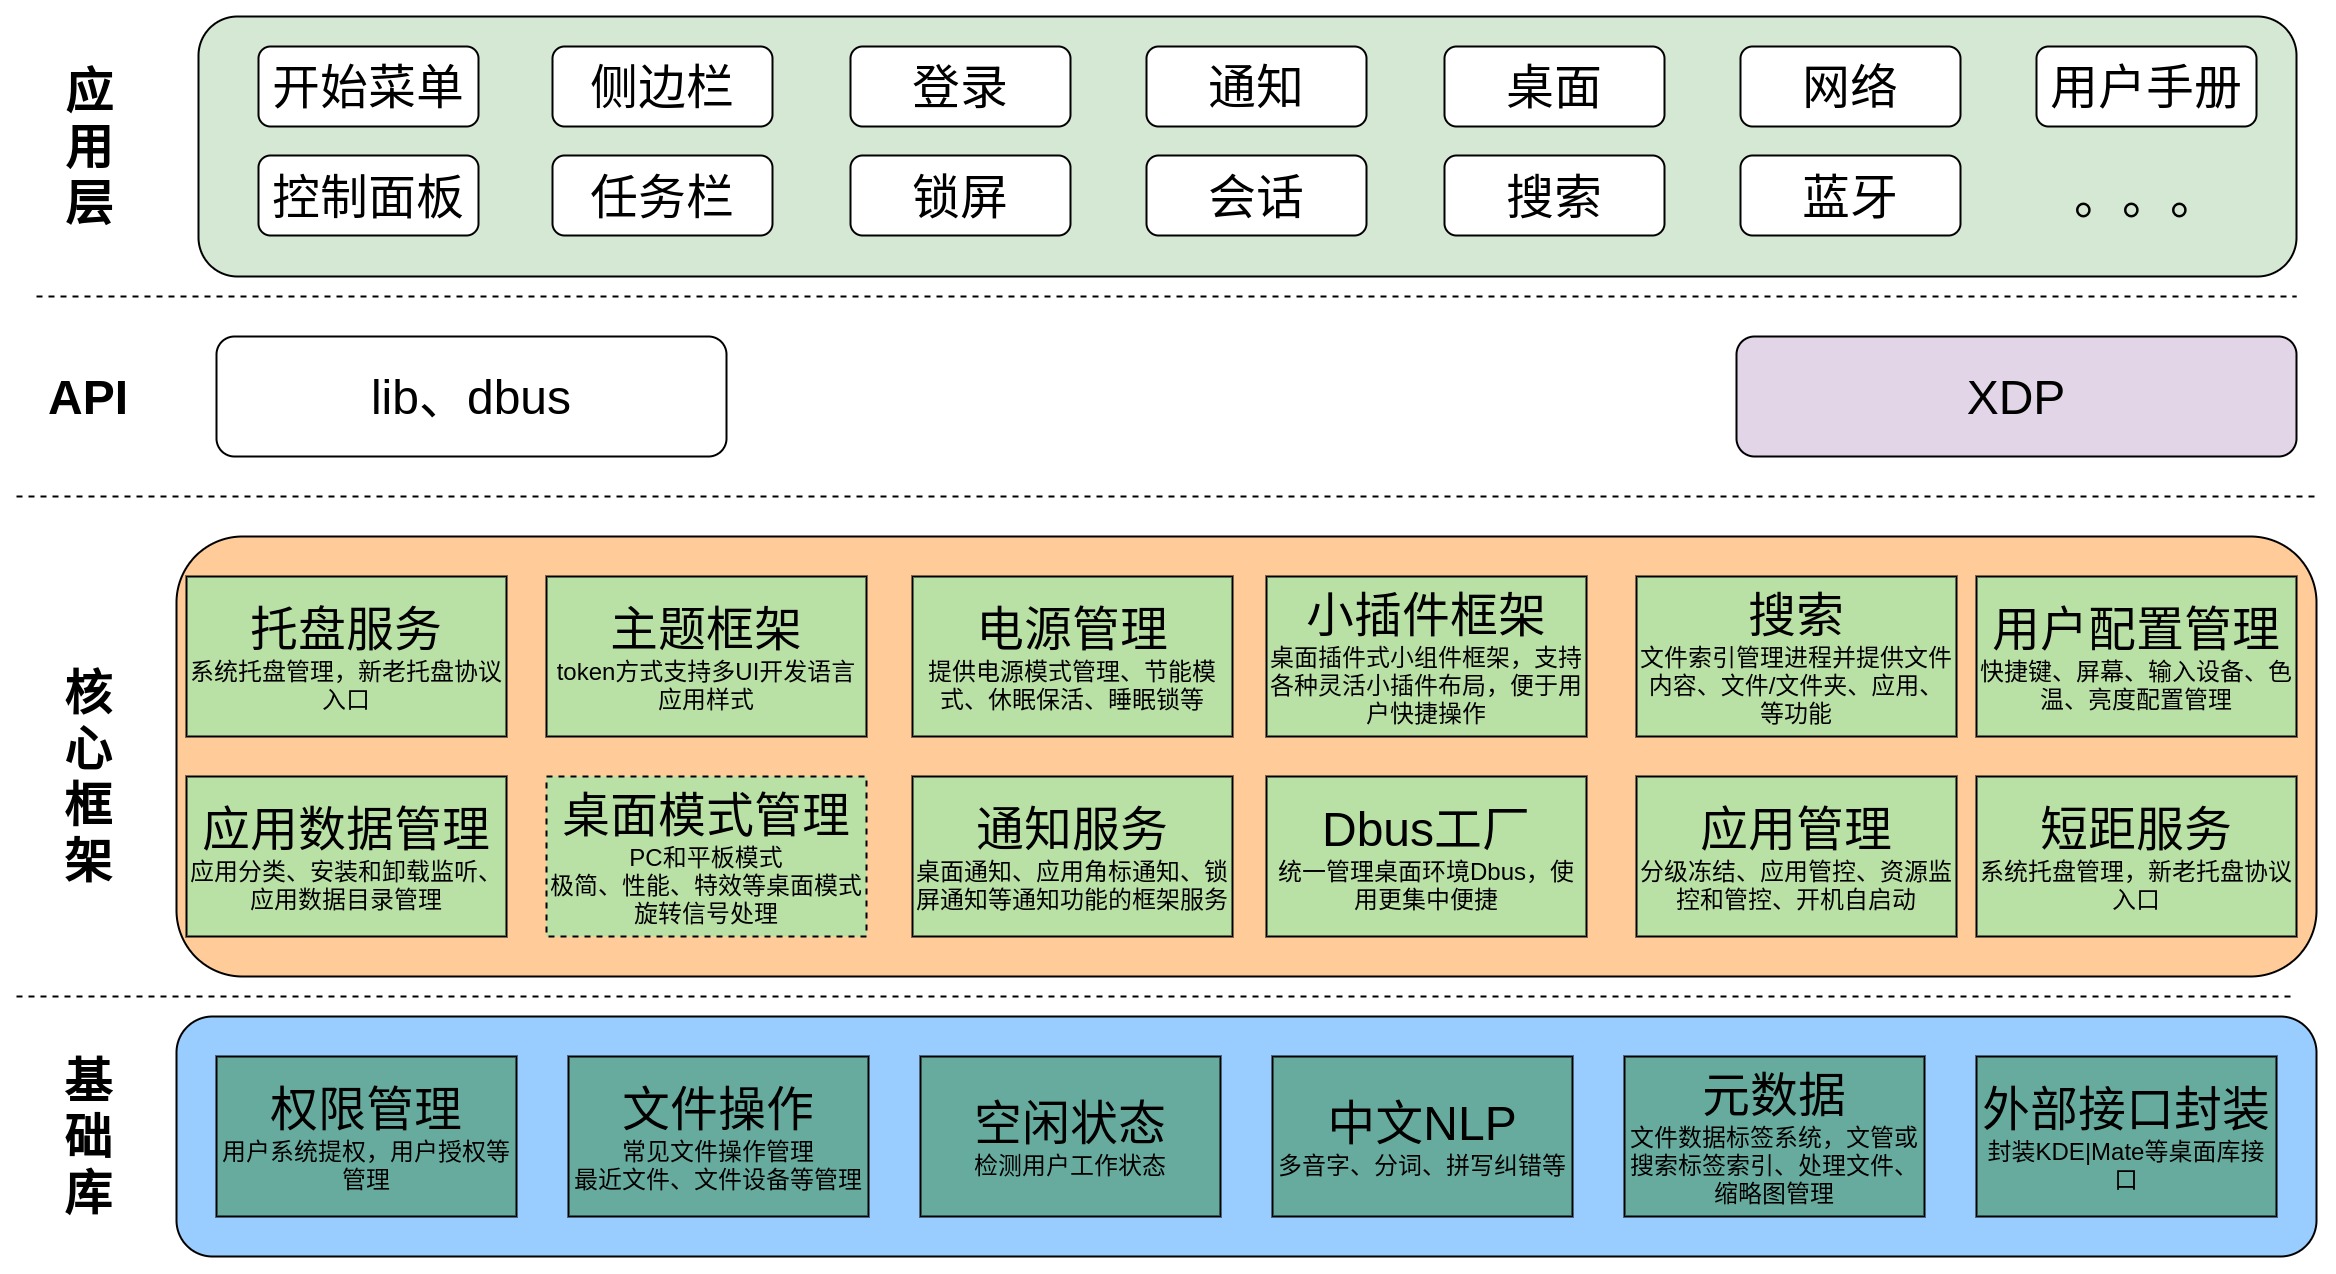 应
用
层
开始菜单
侧边栏
登录
通知
桌面
网络
用户手册
控制面板
任务栏
锁屏
会话
搜索
蓝牙
。。。
API
lib、dbus
XDP
核
心
框
架
托盘服务
系统托盘管理，新老托盘协议
入口
主题框架
token方式支持多UI开发语言
应用样式
电源管理
提供电源模式管理、节能模
式、休眠保活、睡眠锁等
小插件框架
桌面插件式小组件框架，支持
各种灵活小插件布局，便于用
户快捷操作
搜索
文件索引管理进程并提供文件
内容、文件/文件夹、应用、
等功能
用户配置管理
快捷键、屏幕、输入设备、色
温、亮度配置管理
应用数据管理
应用分类、安装和卸载监听、
应用数据目录管理
桌面模式管理
PC和平板模式
极简、性能、特效等桌面模式
旋转信号处理
通知服务
桌面通知、应用角标通知、锁
屏通知等通知功能的框架服务
Dbus工厂
统一管理桌面环境Dbus，使
用更集中便捷
应用管理
分级冻结、应用管控、资源监
控和管控、开机自启动
短距服务
系统托盘管理，新老托盘协议
入口
基
础
库
权限管理
用户系统提权，用户授权等
管理
文件操作
常见文件操作管理
最近文件、文件设备等管理
空闲状态
检测用户工作状态
中文NLP
多音字、分词、拼写纠错等
元数据
文件数据标签系统，文管或
搜索标签索引、处理文件、
缩略图管理
外部接口封装
封装KDE|Mate等桌面库接
口